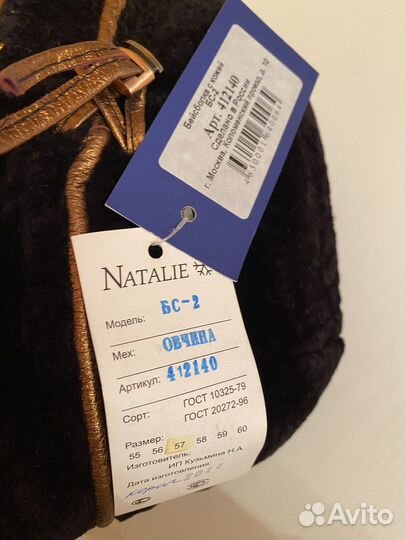 Бейсболка с кожей
БС-2
Арт. 412140
Сделано в России
г. Москва, Коломенский проезд, д. 10
4630001640048
NATALIE
Модель: БС-2
Мех: ОВЧИНА
Артикул: 412140
Сорт: ГОСТ 10325-79
ГОСТ 20272-96
Размер:
55 56 57 58 59 60
Изготовитель:
ИП Кузьмина Н.А.
Дата изготовления:
корич
Avito